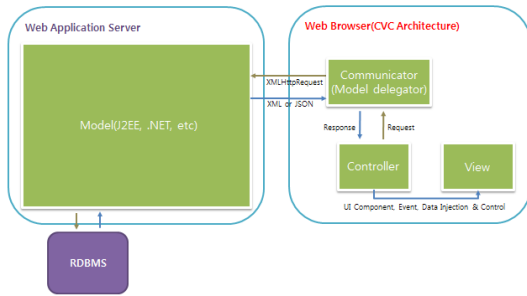 Web Application Server
Web Browser(CVC Architecture)
Model(J2EE, .NET, etc)
XMLHttpRequest
XML or JSON
Communicator
(Model delegator)
Response
Request
Controller
View
UI Component, Event, Data Injection & Control
RDBMS